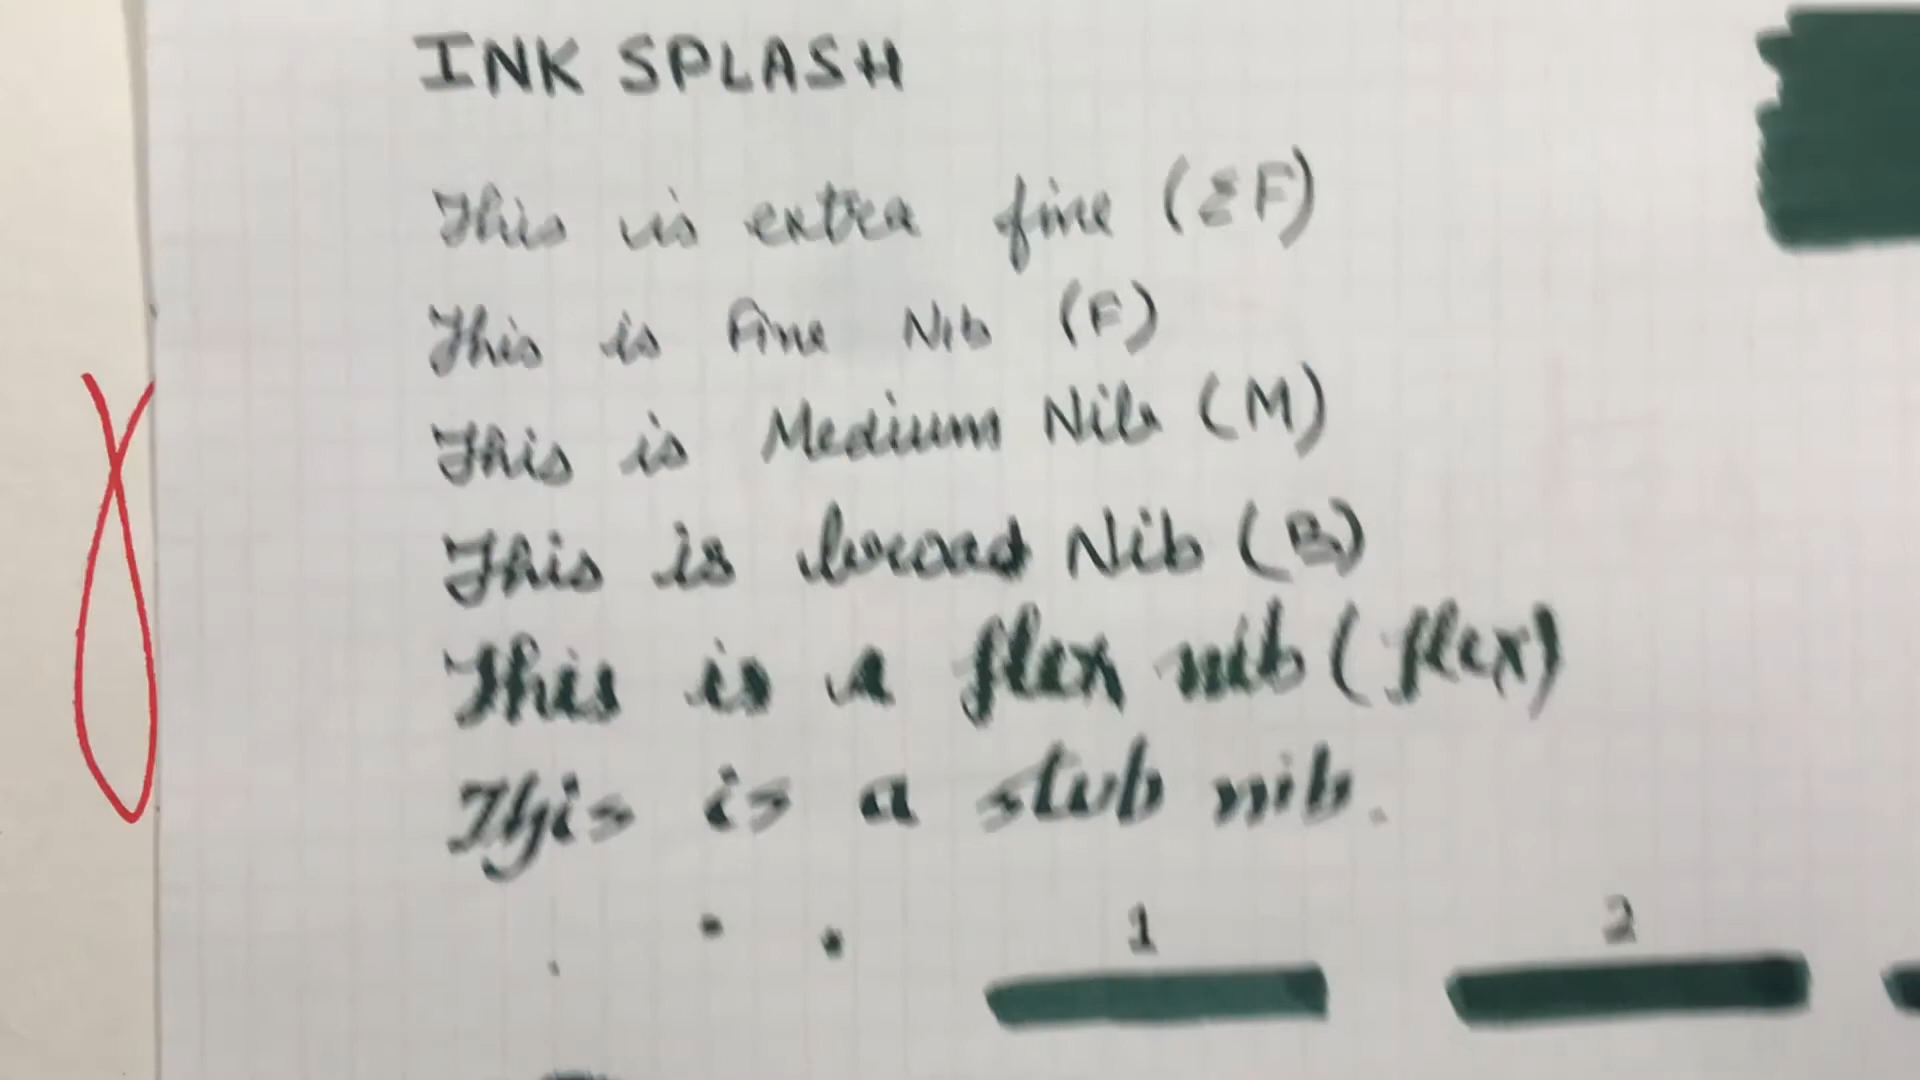 INK SPLASH
This is extra fine (EF)
This is Fine Nib (F)
This is Medium Nib (M)
This is broad Nib (B)
This is a flex nib (flex)
This is a stub nib.
1 2